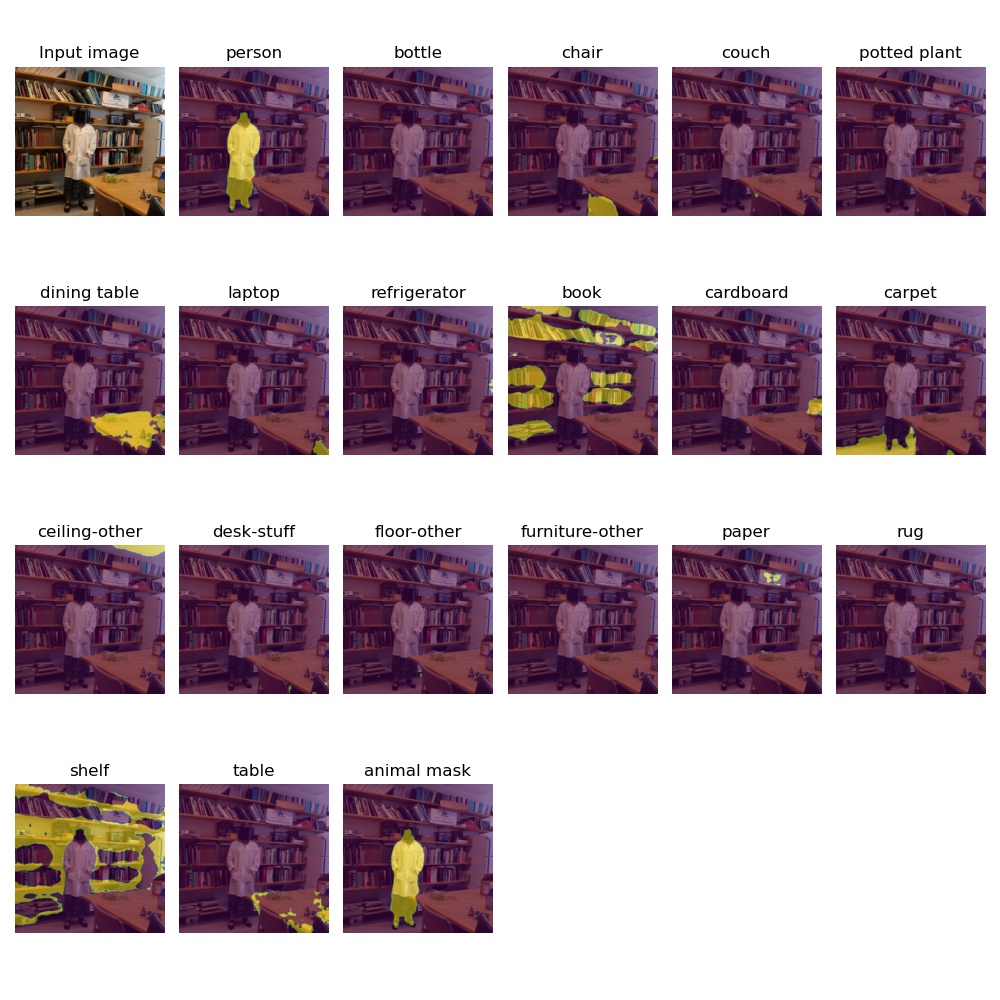 Input image
person
bottle
chair
couch
potted plant
dining table
laptop
refrigerator
book
cardboard
carpet
ceiling-other
desk-stuff
floor-other
furniture-other
paper
rug
shelf
table
animal mask